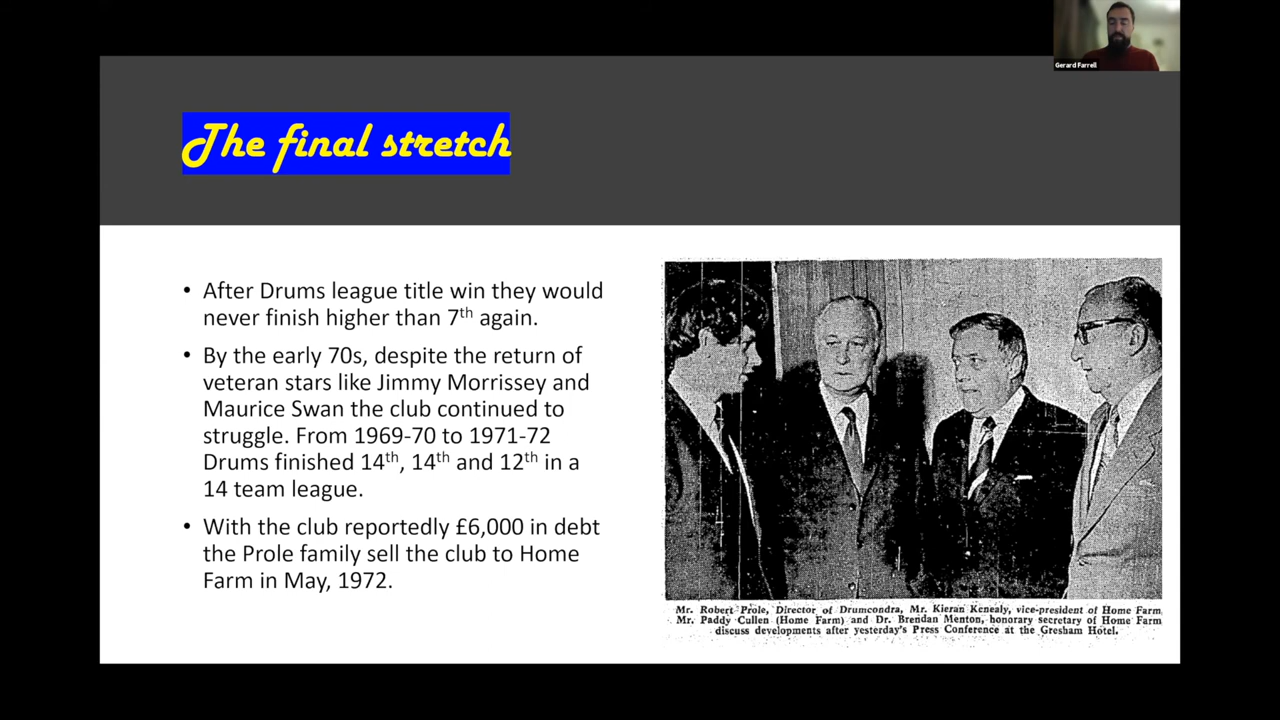 Gerard Farrell
The final stretch
• After Drums league title win they would
never finish higher than 7th again.
• By the early 70s, despite the return of
veteran stars like Jimmy Morrissey and
Maurice Swan the club continued to
struggle. From 1969-70 to 1971-72
Drums finished 14th, 14th and 12th in a
14 team league.
• With the club reportedly £6,000 in debt
the Prole family sell the club to Home
Farm in May, 1972.
Mr. Robert Prole, Director of Drumcondra, Mr. Kieran Kenealy, vice-president of Home Farm,
Mr. Paddy Cullen (Home Farm) and Dr. Brendan Menton, honorary secretary of Home Farm
discuss developments after yesterday's Press Conference at the Gresham Hotel.